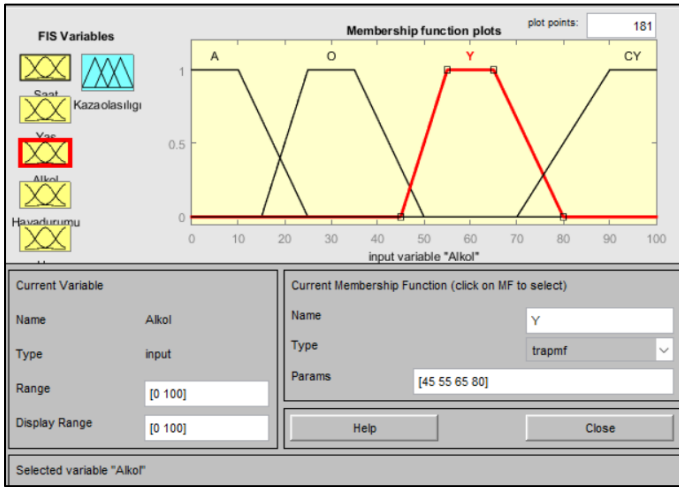 FIS Variables
Membership function plots
plot points:
181
Saat
Kazaolasılıgı
Yas
Alkol
Havadurumu
A
O
Y
CY
1
0.5
0
0 10 20 30 40 50 60 70 80 90 100
input variable "Alkol"
Current Variable
Name Alkol
Type input
Range [0 100]
Display Range [0 100]
Current Membership Function (click on MF to select)
Name Y
Type trapmf
Params [45 55 65 80]
Help
Close
Selected variable "Alkol"